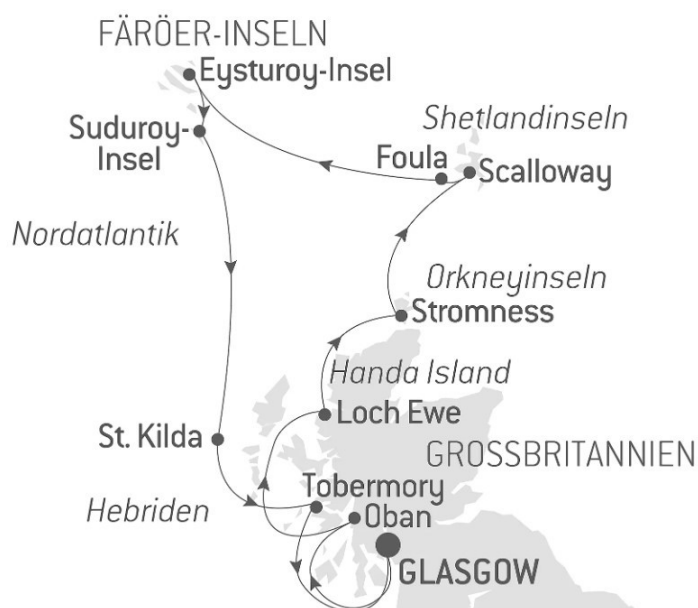 FÄRÖER-INSELN
Eysturoy-Insel
Suduroy-
Insel
Shetlandinseln
Foula
Scalloway
Nordatlantik
Orkneyinseln
Stromness
Handa Island
Loch Ewe
St. Kilda
GROSSBRITANNIEN
Tobermory
Hebriden
Oban
GLASGOW